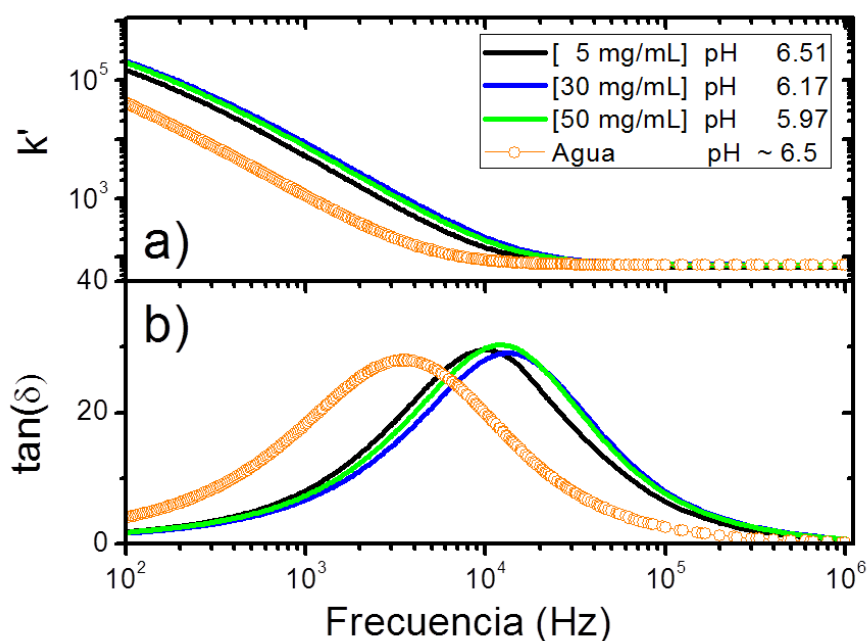 [ 5 mg/mL] pH 6.51
[30 mg/mL] pH 6.17
[50 mg/mL] pH 5.97
Agua pH ~ 6.5
10^5
10^3
k'
a)
40
b)
20
0
tan(δ)
10^2 10^3 10^4 10^5 10^6
Frecuencia (Hz)